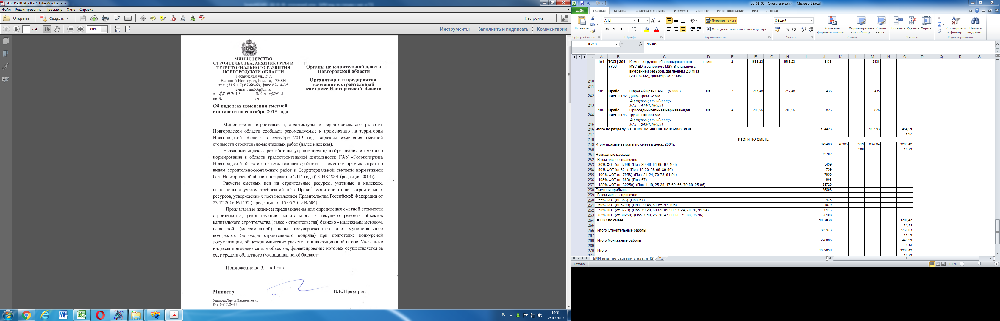 И1404-2019.pdf - Adobe Acrobat Pro
Файл Редактирование Просмотр Окно Справка
Открыть Создать
Настройка
1 / 4 80%
Инструменты Заполнить и подписать Комментарии
МИНИСТЕРСТВО
СТРОИТЕЛЬСТВА, АРХИТЕКТУРЫ И
ТЕРРИТОРИАЛЬНОГО РАЗВИТИЯ
НОВГОРОДСКОЙ ОБЛАСТИ
Тихвинская ул., д.7,
Великий Новгород, Россия, 173004
тел. (816 + 2) 67-66-69, факс 67-14-35
e-mail: ais53@bk.ru
от 24.09.2019 № СА-1404-И
на № от
Органы исполнительной власти
Новгородской области
Организации и предприятия,
входящие в строительный
комплекс Новгородской области
Об индексах изменения сметной
стоимости на сентябрь 2019 года
Министерство строительства, архитектуры и территориального развития
Новгородской области сообщает рекомендуемые к применению на территории
Новгородской области в сентябре 2019 года индексы изменения сметной
стоимости строительно-монтажных работ (далее индексы).
Указанные индексы разработаны управлением ценообразования и сметного
нормирования в области градостроительной деятельности ГАУ «Госэкспертиза
Новгородской области» на весь комплекс работ и к элементам прямых затрат по
видам строительно-монтажных работ к Территориальной сметной нормативной
базе Новгородской области в редакции 2014 года (ТСНБ-2001 (редакция 2014)).
Расчеты сметных цен на строительные ресурсы, учтенные в индексах,
выполнены с учетом требований п.25 Правил мониторинга цен строительных
ресурсов, утвержденных постановлением Правительства Российской Федерации от
23.12.2016 №1452 (в редакции от 15.05.2019 №604).
Предлагаемые индексы предназначены для определения сметной стоимости
строительства, реконструкции, капитального и текущего ремонта объектов
капитального строительства (далее - строительства) базисно - индексным методом,
начальной (максимальной) цены государственного или муниципального
контрактов (договора строительного подряда) при подготовке конкурсной
документации, общеэкономических расчетов в инвестиционной сфере. Указанные
индексы применяются для объектов, финансирование которых осуществляется за
счет средств областного (муниципального) бюджета.
Приложение на 3л., в 1 экз.
Министр И.Е.Прохоров
Ушакова Лариса Владимировна
8 (816-2) 732-411
RU 10:31
25.09.2019
02-01-06 - Отопление.xlsx - Microsoft Excel
Файл Главная Вставка Разметка страницы Формулы Данные Рецензирование Вид Acrobat
Вставить
Arial 8
Ж К Ч
Перенос текста
Объединить и поместить в центре
Общий
% 000
Условное форматирование
Форматировать как таблицу
Стили ячеек
Вставить Удалить Формат
Сортировка и фильтр
Найти и выделить
Буфер обмена Шрифт Выравнивание Число Стили Ячейки Редактирование
K249 fx 46385
1 2 3 A B C D E F G H I J K L M N O P Q R S
240 104 ТССЦ-301-7796 Комплект ручного балансировочного MSV-BD и запорного MSV-S клапанов с внутренней резьбой, давлением 2,0 МПа (20 кгс/см2), диаметром 32 мм компл. 2 1568,23 1568,23 3136 3136
241
242 105 Прайс-лист л.192 Шаровый кран EAGLE (V3000) диаметром 32 мм шт. 2 217,48 217,48 435 435
243 Формулы цены единицы: МАТ=1414/1,18/5,51
244 106 Прайс-лист л.193 Присоединительная нержавеющая трубка L=1000 мм шт. 4 206,56 206,56 826 826
245 Формулы цены единицы: МАТ=1343/1,18/5,51
246 Итого по разделу 3 ТЕПЛОСНАБЖЕНИЕ КАЛОРИФЕРОВ 134423 113993 454,59
247 1,97
248 ИТОГИ ПО СМЕТЕ:
249 Итого прямые затраты по смете в ценах 2001г. 942468 46385 8219 887864 3206,42
250 306 15,73
251 Накладные расходы 53762
252 В том числе, справочно:
253 80% ФОТ (от 6799) (Поз. 39-46, 61-65, 97-106) 5439
254 90% ФОТ (от 821) (Поз. 19-20, 68-69, 89-90) 739
255 100% ФОТ (от 7958) (Поз. 21-24, 70-78, 91-94) 7958
256 105% ФОТ (от 863) (Поз. 67) 906
257 128% ФОТ (от 30250) (Поз. 1-18, 25-38, 47-60, 66, 79-88, 95-96) 38720
258 Сметная прибыль 35808
259 В том числе, справочно:
260 55% ФОТ (от 863) (Поз. 67) 475
261 60% ФОТ (от 6799) (Поз. 39-46, 61-65, 97-106) 4079
262 70% ФОТ (от 8779) (Поз. 19-20, 68-69, 89-90, 21-24, 70-78, 91-94) 6146
263 83% ФОТ (от 30250) (Поз. 1-18, 25-38, 47-60, 66, 79-88, 95-96) 25108
264 ВСЕГО по смете 1032038 3206,42
265 15,73
266 Итого Строительные работы 805973 2760,03
267 11,59
268 Итого Монтажные работы 226065 446,39
269 4,14
270 Итого 1032038 3206,42
271 15,73
БИМ инд. по статьям с мат. и ТЗ
Готово 100%